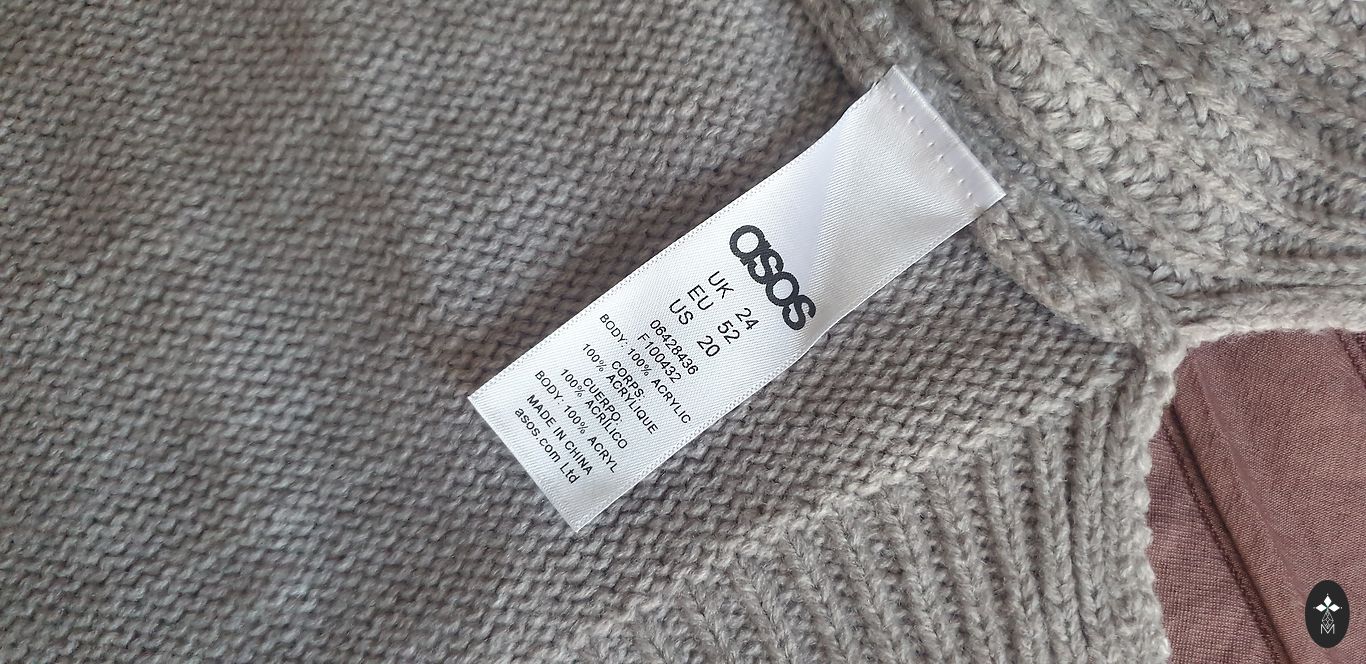 asos
UK 24
EU 52
US 20
06428436
F100432
BODY: 100% ACRYLIC
CORPS:
100% ACRYLIQUE
CUERPO:
100% ACRÍLICO
BODY: 100% ACRYL
MADE IN CHINA
asos.com Ltd
M